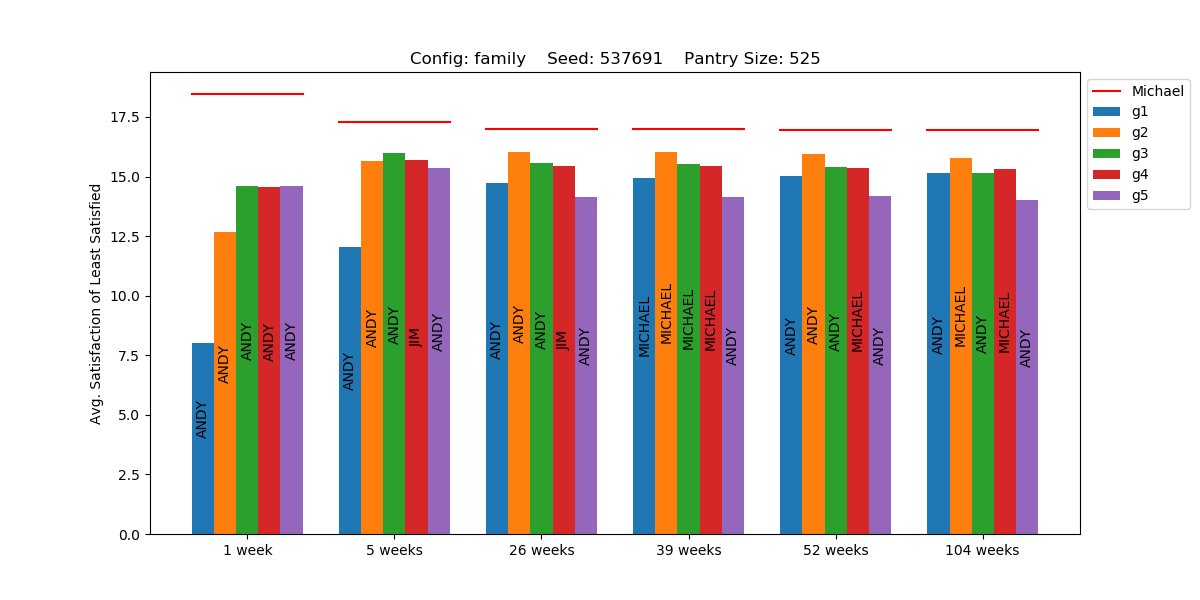 Config: family    Seed: 537691    Pantry Size: 525
Avg. Satisfaction of Least Satisfied
17.5
15.0
12.5
10.0
7.5
5.0
2.5
0.0
ANDY
ANDY
ANDY
ANDY
ANDY
ANDY
ANDY
ANDY
JIM
ANDY
ANDY
ANDY
ANDY
JIM
ANDY
MICHAEL
MICHAEL
MICHAEL
MICHAEL
ANDY
ANDY
ANDY
ANDY
MICHAEL
ANDY
ANDY
MICHAEL
ANDY
MICHAEL
ANDY
1 week
5 weeks
26 weeks
39 weeks
52 weeks
104 weeks
Michael
g1
g2
g3
g4
g5